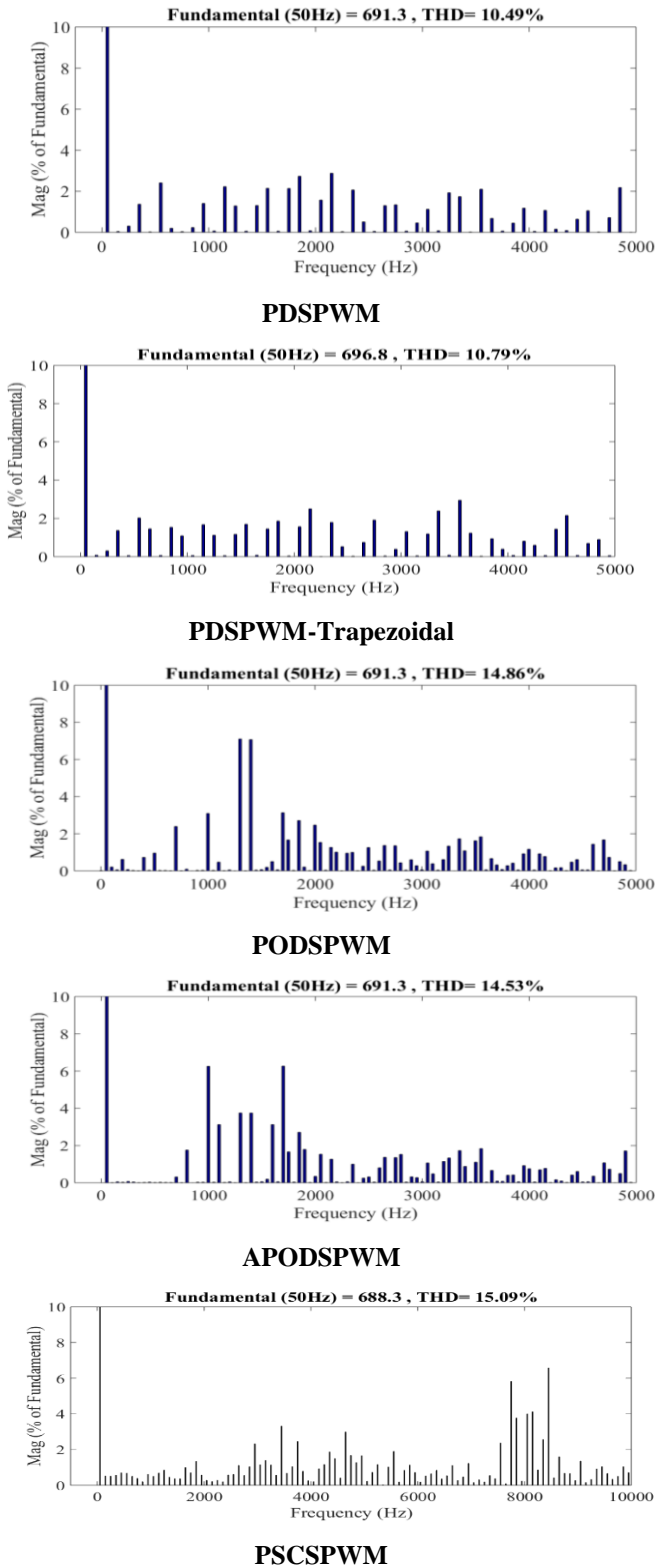 Fundamental (50Hz) = 691.3 , THD= 10.49%
10
8
6
4
2
0
Mag (% of Fundamental)
0 1000 2000 3000 4000 5000
Frequency (Hz)
PDSPWM
Fundamental (50Hz) = 696.8 , THD= 10.79%
10
8
6
4
2
0
Mag (% of Fundamental)
0 1000 2000 3000 4000 5000
Frequency (Hz)
PDSPWM-Trapezoidal
Fundamental (50Hz) = 691.3 , THD= 14.86%
10
8
6
4
2
0
Mag (% of Fundamental)
0 1000 2000 3000 4000 5000
Frequency (Hz)
PODSPWM
Fundamental (50Hz) = 691.3 , THD= 14.53%
10
8
6
4
2
0
Mag (% of Fundamental)
0 1000 2000 3000 4000 5000
Frequency (Hz)
APODSPWM
Fundamental (50Hz) = 688.3 , THD= 15.09%
10
8
6
4
2
0
Mag (% of Fundamental)
0 2000 4000 6000 8000 10000
Frequency (Hz)
PSCSPWM